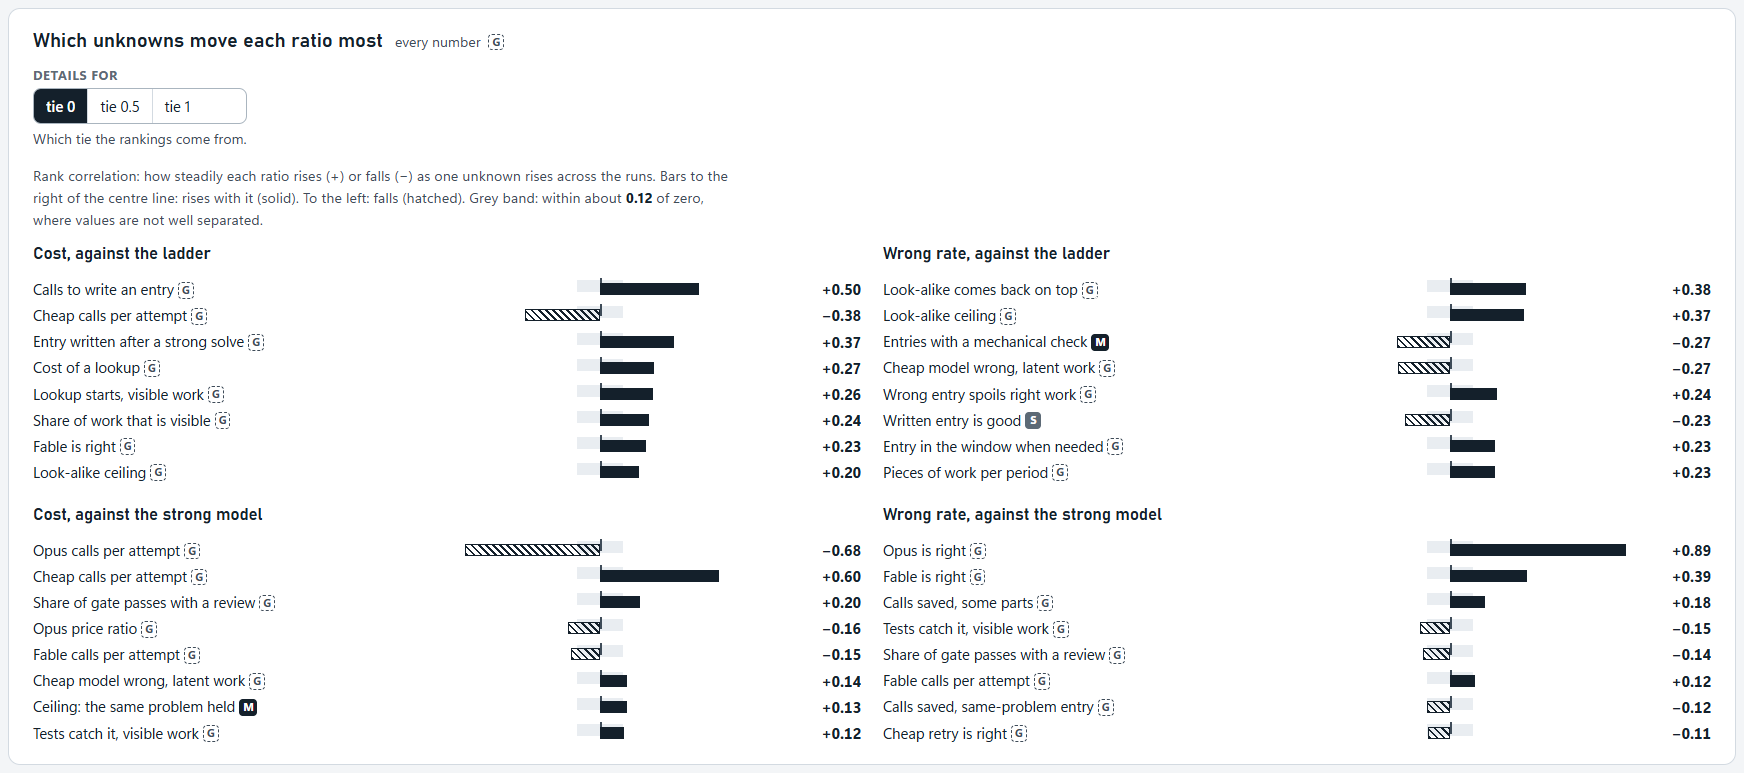 Which unknowns move each ratio most every number G
DETAILS FOR
tie 0 tie 0.5 tie 1
Which tie the rankings come from.
Rank correlation: how steadily each ratio rises (+) or falls (−) as one unknown rises across the runs. Bars to the
right of the centre line: rises with it (solid). To the left: falls (hatched). Grey band: within about 0.12 of zero,
where values are not well separated.
Cost, against the ladder
Calls to write an entry G +0.50
Cheap calls per attempt G −0.38
Entry written after a strong solve G +0.37
Cost of a lookup G +0.27
Lookup starts, visible work G +0.26
Share of work that is visible G +0.24
Fable is right G +0.23
Look-alike ceiling G +0.20
Wrong rate, against the ladder
Look-alike comes back on top G +0.38
Look-alike ceiling G +0.37
Entries with a mechanical check M −0.27
Cheap model wrong, latent work G −0.27
Wrong entry spoils right work G +0.24
Written entry is good S −0.23
Entry in the window when needed G +0.23
Pieces of work per period G +0.23
Cost, against the strong model
Opus calls per attempt G −0.68
Cheap calls per attempt G +0.60
Share of gate passes with a review G +0.20
Opus price ratio G −0.16
Fable calls per attempt G −0.15
Cheap model wrong, latent work G +0.14
Ceiling: the same problem held M +0.13
Tests catch it, visible work G +0.12
Wrong rate, against the strong model
Opus is right G +0.89
Fable is right G +0.39
Calls saved, some parts G +0.18
Tests catch it, visible work G −0.15
Share of gate passes with a review G −0.14
Fable calls per attempt G +0.12
Calls saved, same-problem entry G −0.12
Cheap retry is right G −0.11